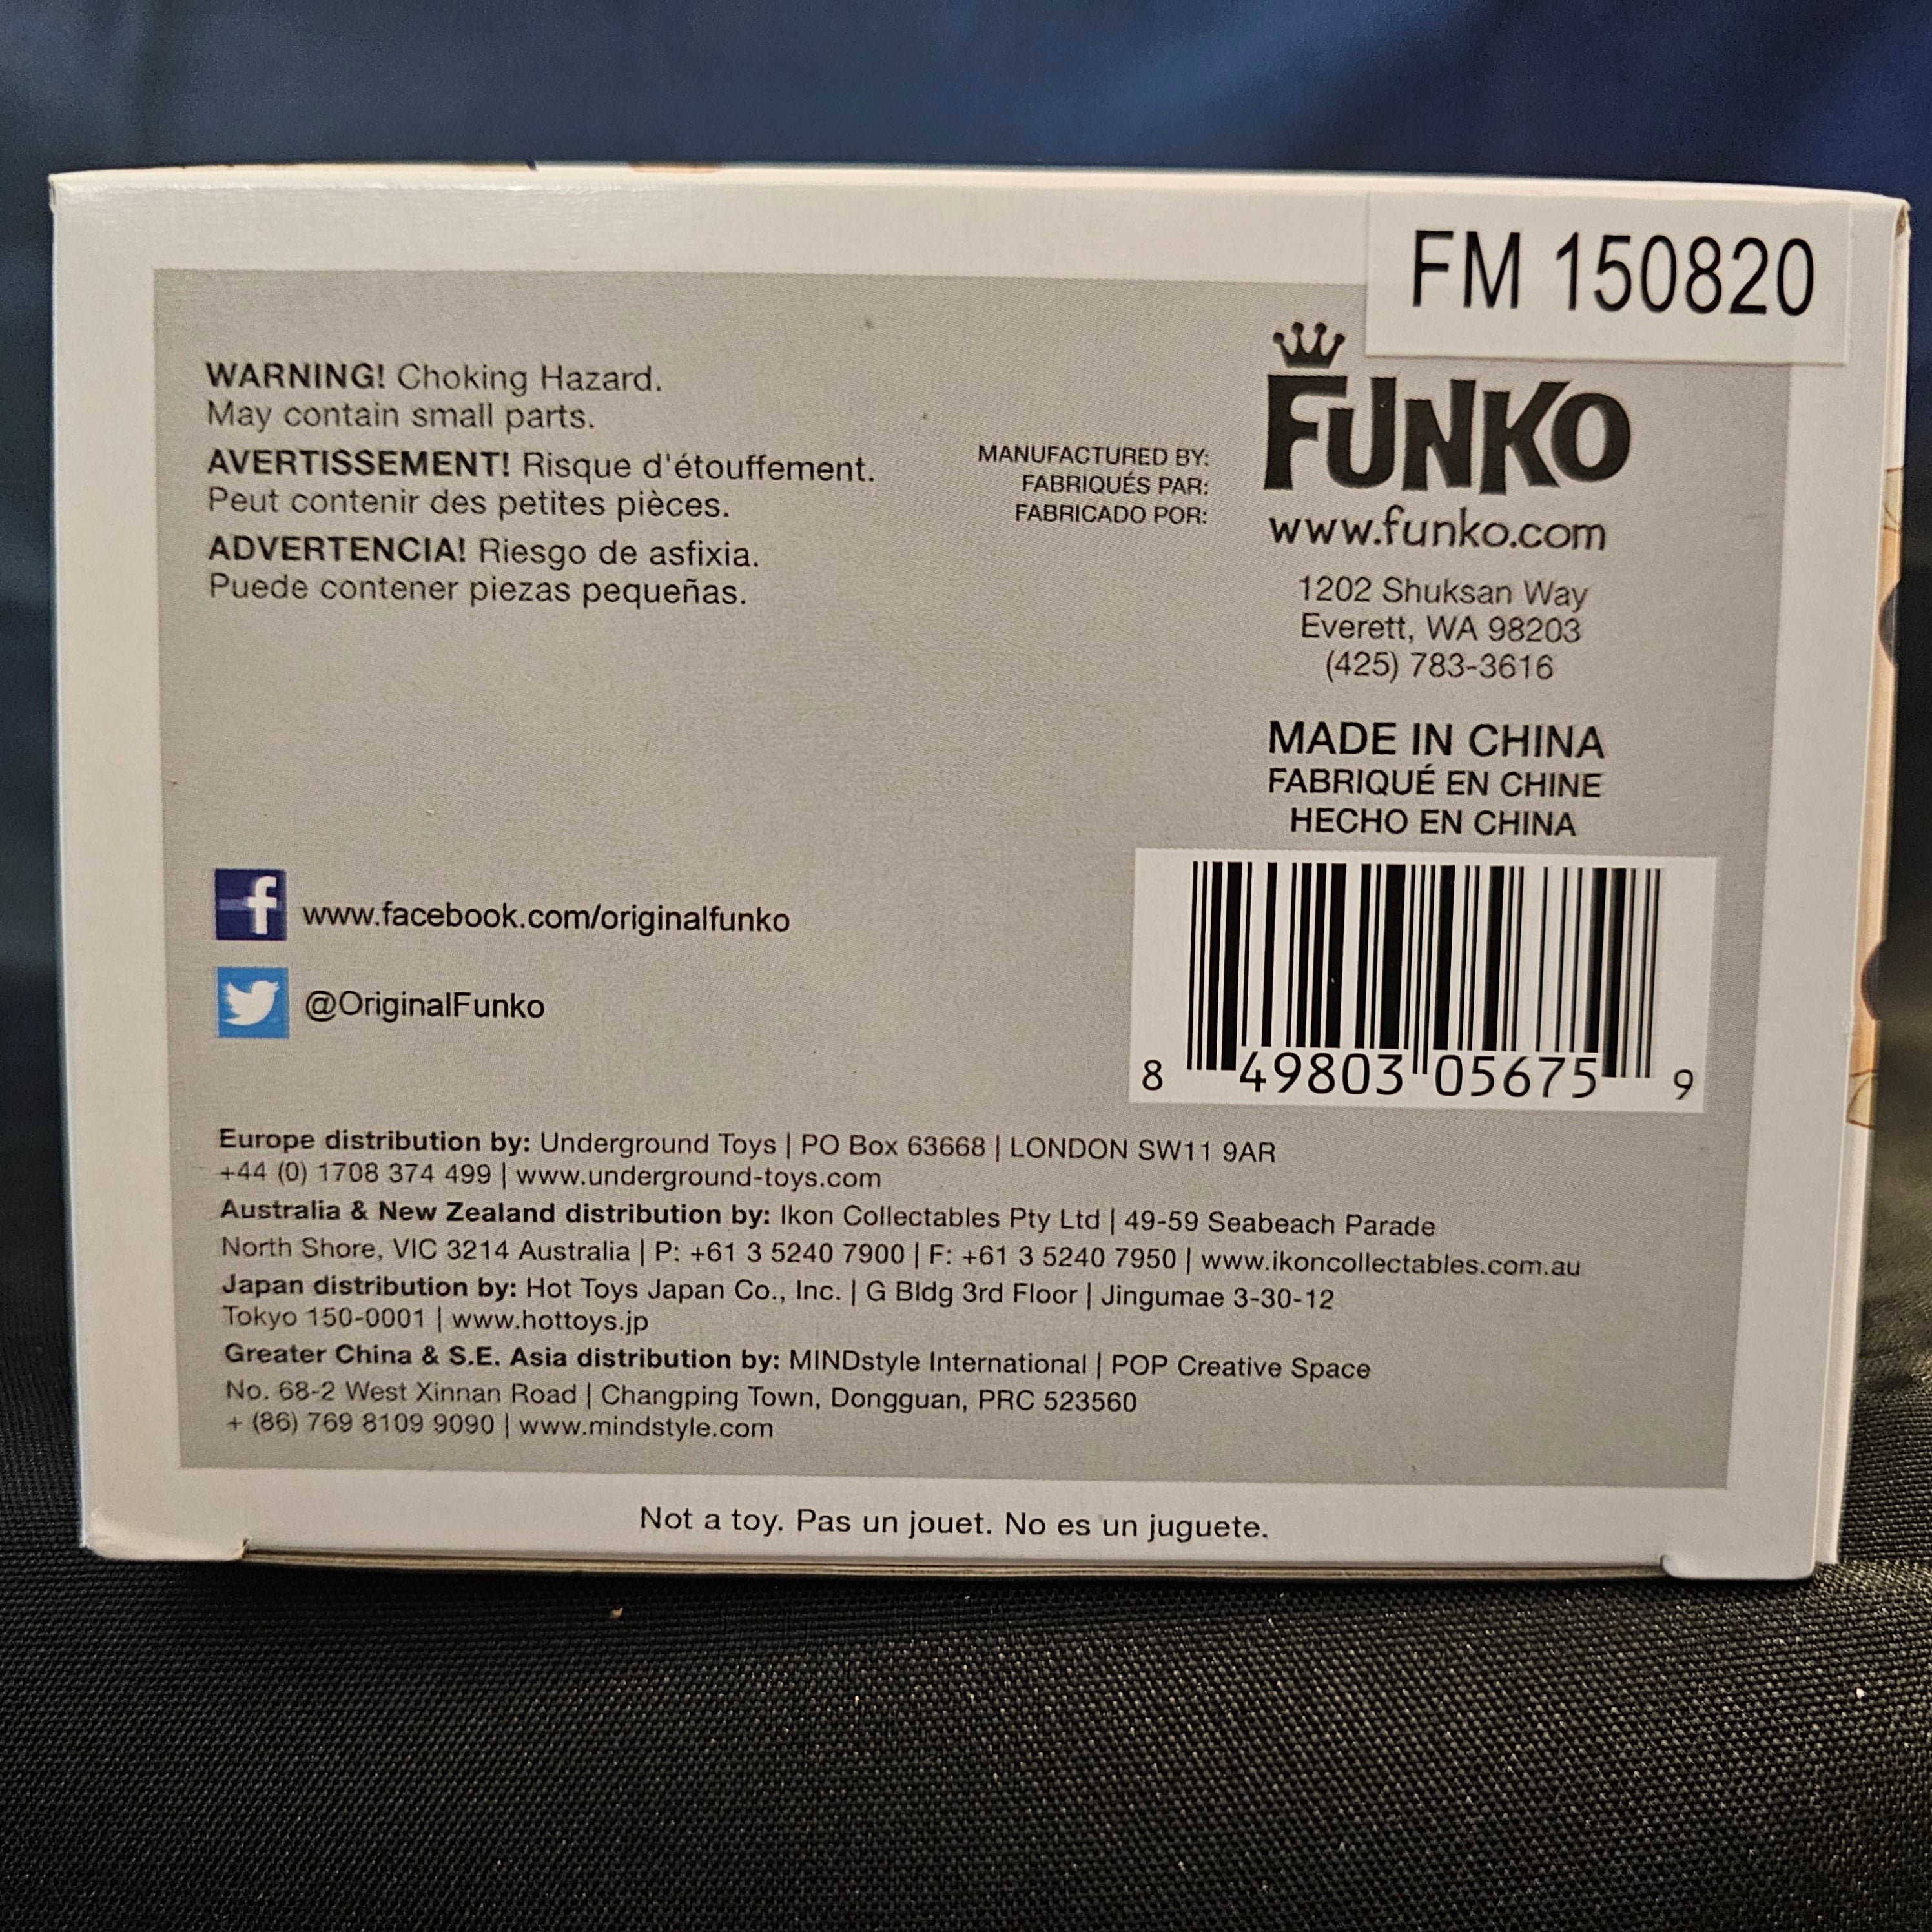 FM 150820
WARNING! Choking Hazard.
May contain small parts.
AVERTISSEMENT! Risque d'étouffement.
Peut contenir des petites pièces.
ADVERTENCIA! Riesgo de asfixia.
Puede contener piezas pequeñas.
MANUFACTURED BY:
FABRIQUÉS PAR:
FABRICADO POR:
FUNKO
www.funko.com
1202 Shuksan Way
Everett, WA 98203
(425) 783-3616
MADE IN CHINA
FABRIQUÉ EN CHINE
HECHO EN CHINA
f www.facebook.com/originalfunko
@OriginalFunko
8 49803 05675 9
Europe distribution by: Underground Toys | PO Box 63668 | LONDON SW11 9AR
+44 (0) 1708 374 499 | www.underground-toys.com
Australia & New Zealand distribution by: Ikon Collectables Pty Ltd | 49-59 Seabeach Parade
North Shore, VIC 3214 Australia | P: +61 3 5240 7900 | F: +61 3 5240 7950 | www.ikoncollectables.com.au
Japan distribution by: Hot Toys Japan Co., Inc. | G Bldg 3rd Floor | Jingumae 3-30-12
Tokyo 150-0001 | www.hottoys.jp
Greater China & S.E. Asia distribution by: MINDstyle International | POP Creative Space
No. 68-2 West Xinnan Road | Changping Town, Dongguan, PRC 523560
+ (86) 769 8109 9090 | www.mindstyle.com
Not a toy. Pas un jouet. No es un juguete.